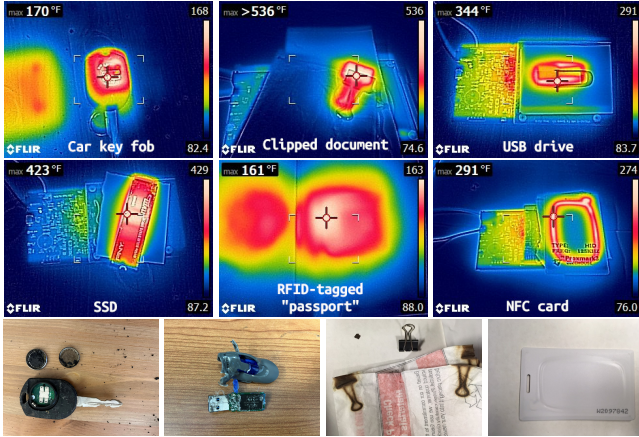 max 170 °F
168
FLIR
Car key fob
82.4
max >536 °F
536
FLIR
Clipped document
74.6
max 344 °F
291
FLIR
USB drive
83.7
max 423 °F
429
FLIR
SSD
87.2
max 161 °F
163
FLIR
RFID-tagged
"passport"
88.0
max 291 °F
274
FLIR
NFC card
76.0